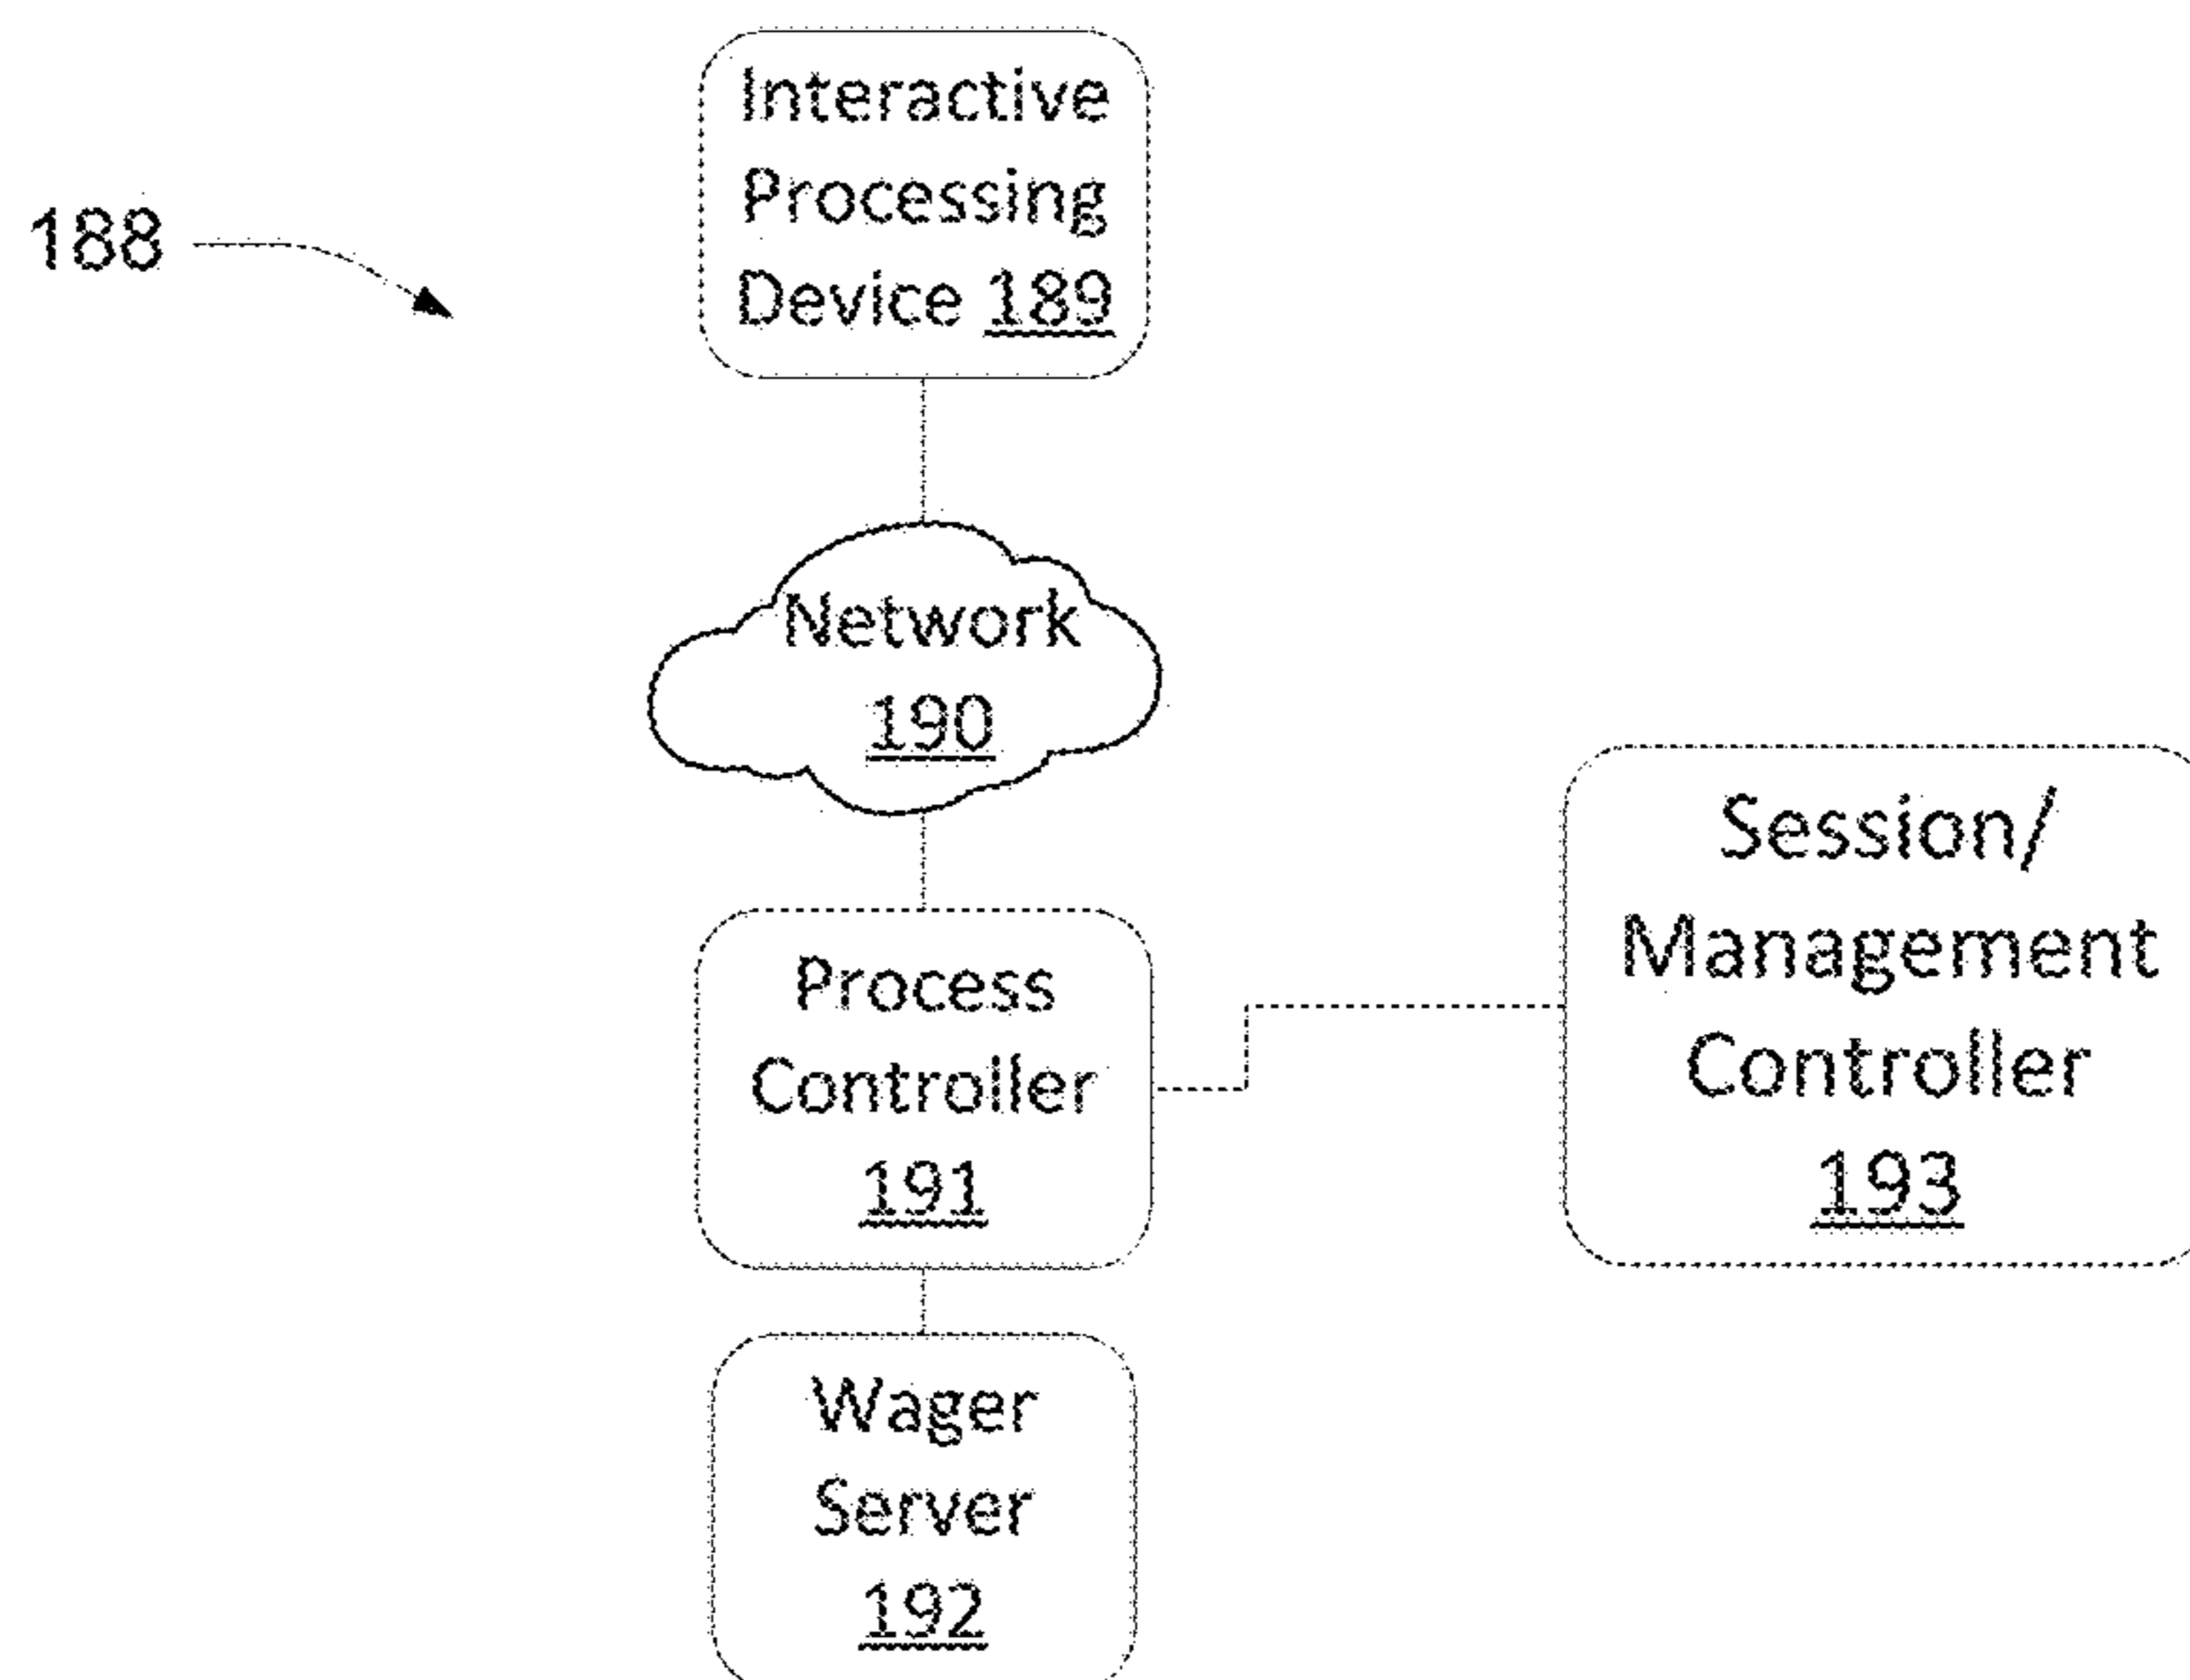 188
Interactive
Processing
Device 189
Network
190
Process
Controller
191
Session/
Management
Controller
193
Wager
Server
192